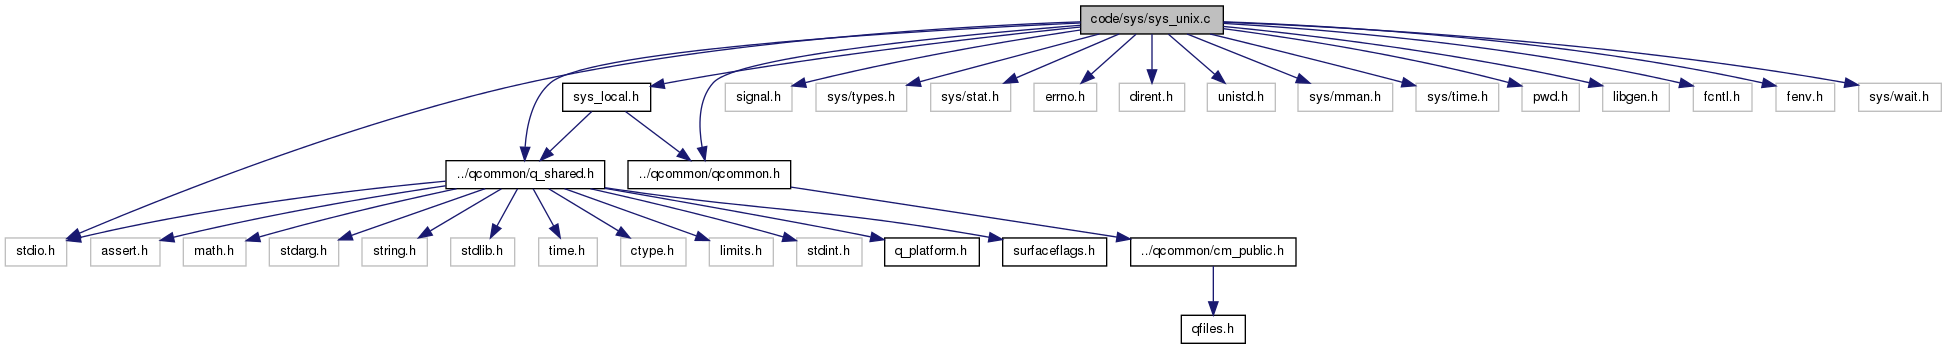 code/sys/sys_unix.c
sys_local.h
signal.h
sys/types.h
sys/stat.h
errno.h
dirent.h
unistd.h
sys/mman.h
sys/time.h
pwd.h
libgen.h
fcntl.h
fenv.h
sys/wait.h
../qcommon/q_shared.h
../qcommon/qcommon.h
stdio.h
assert.h
math.h
stdarg.h
string.h
stdlib.h
time.h
ctype.h
limits.h
stdint.h
q_platform.h
surfaceflags.h
../qcommon/cm_public.h
qfiles.h